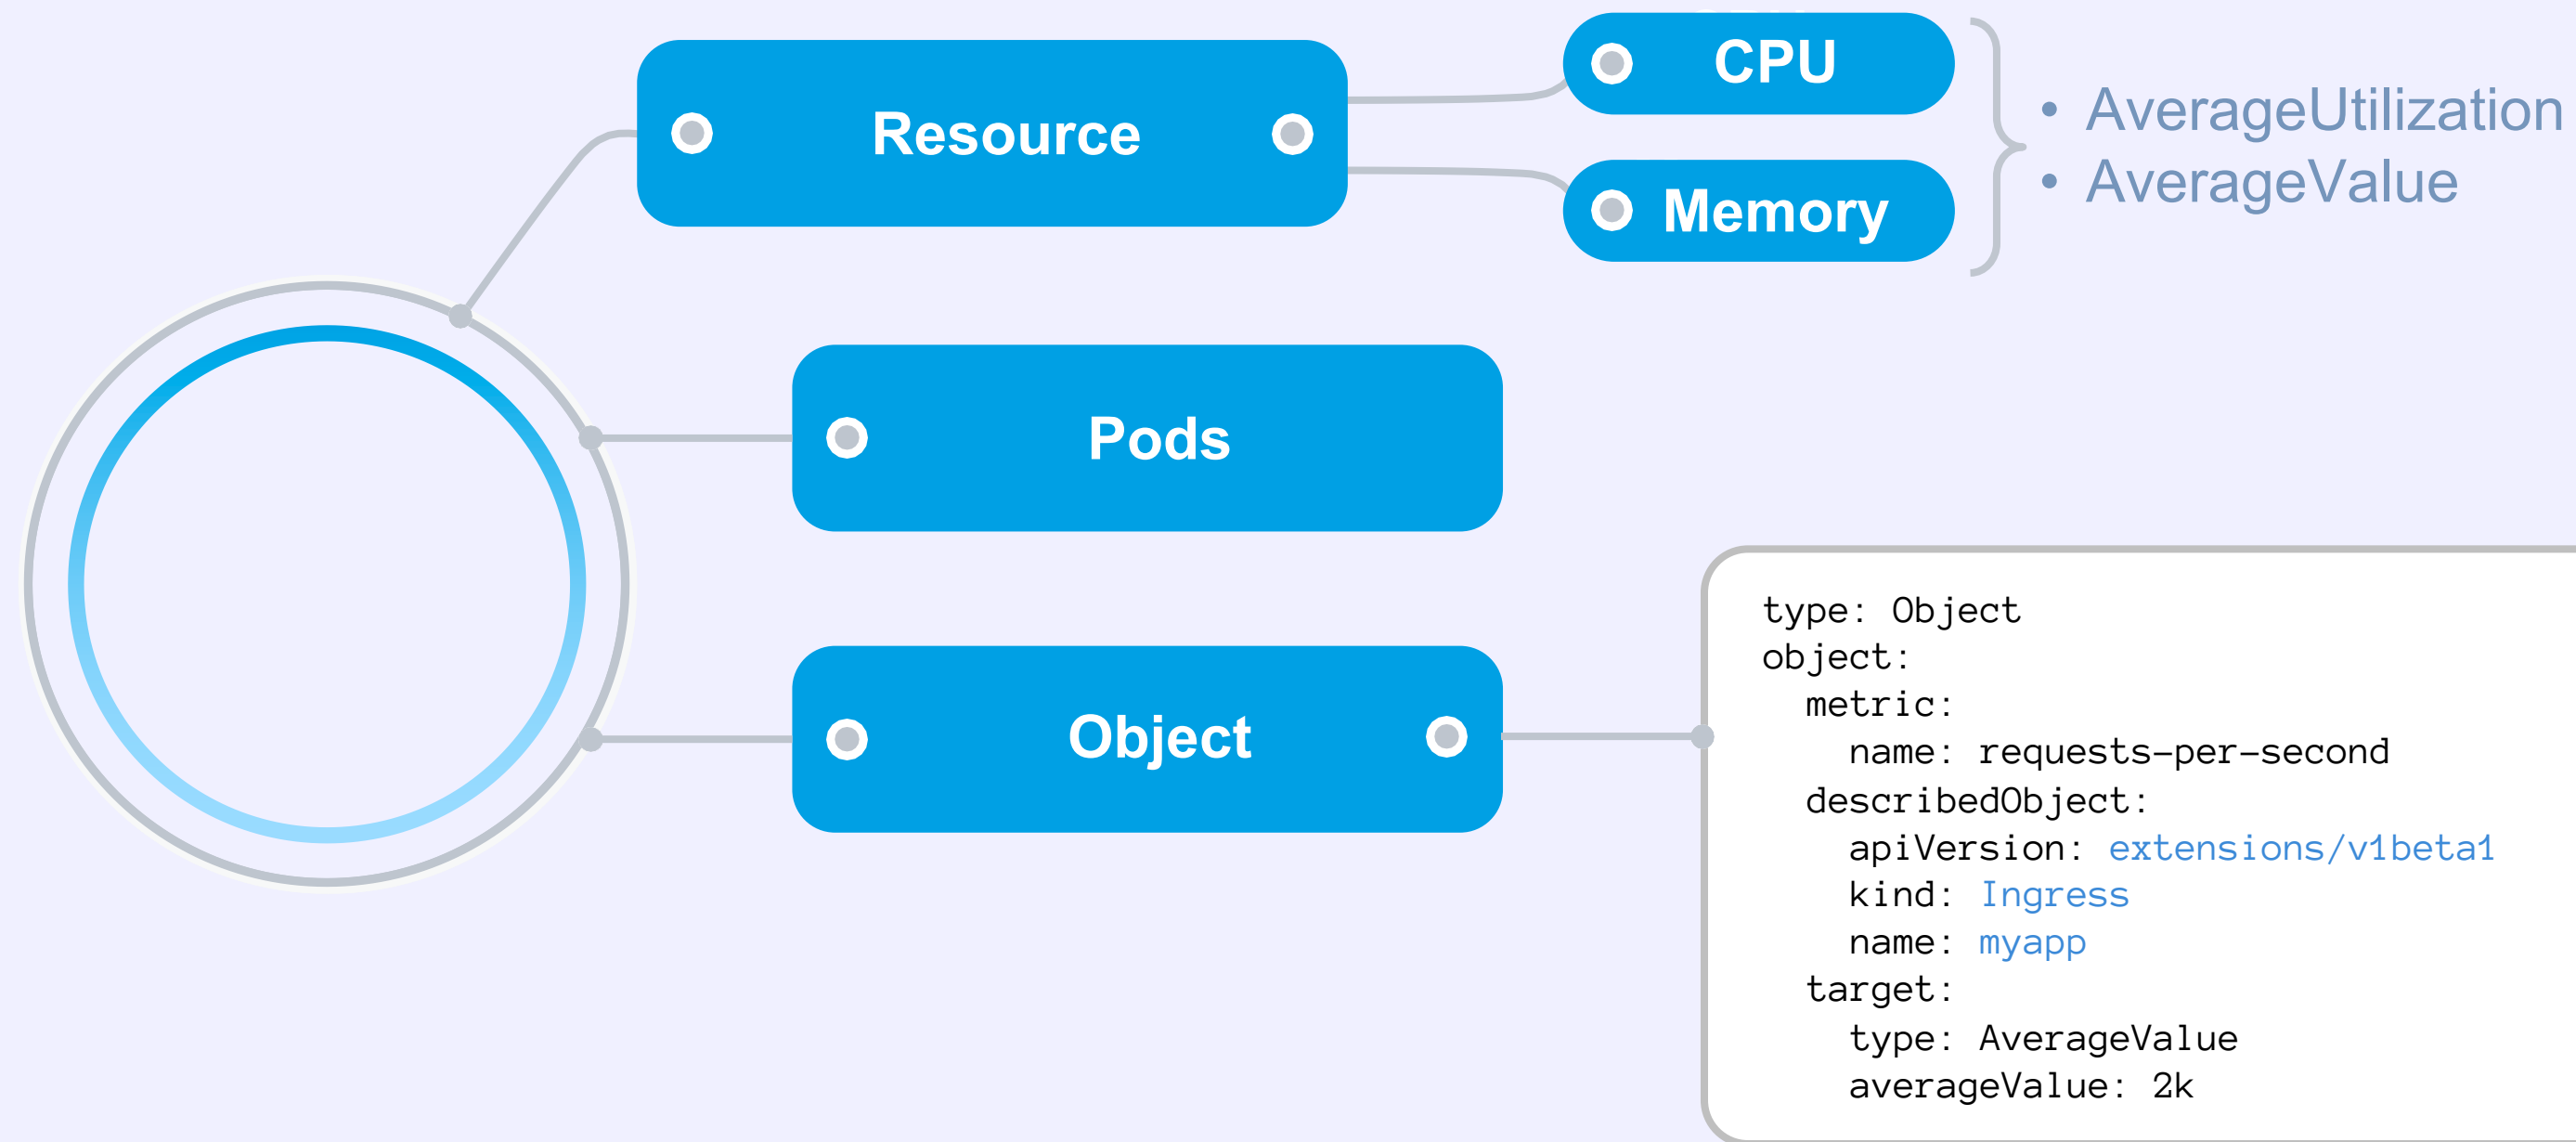 Resource
CPU
Memory
• AverageUtilization
• AverageValue
Pods
Object
type: Object
object:
  metric:
    name: requests-per-second
  describedObject:
    apiVersion: extensions/v1beta1
    kind: Ingress
    name: myapp
  target:
    type: AverageValue
    averageValue: 2k